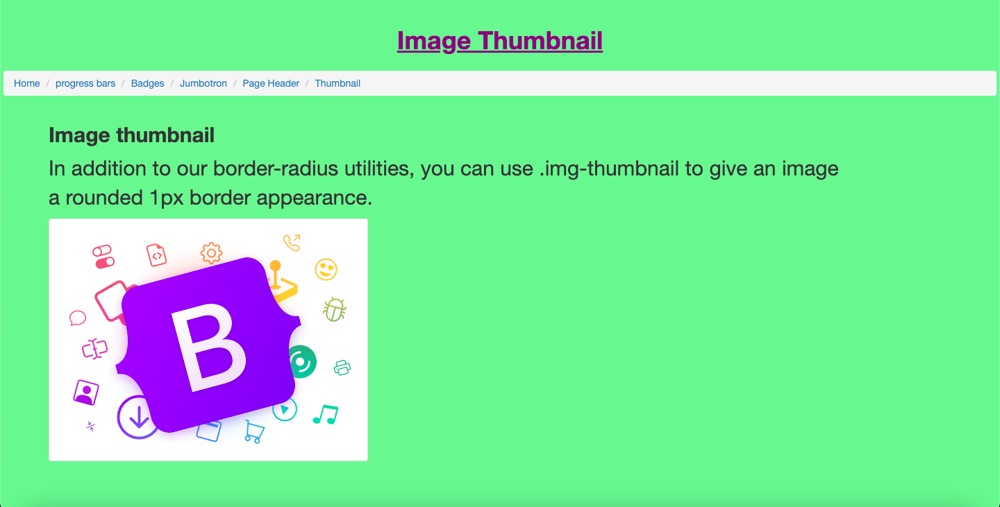 Image Thumbnail
Home / progress bars / Badges / Jumbotron / Page Header / Thumbnail
Image thumbnail
In addition to our border-radius utilities, you can use .img-thumbnail to give an image
a rounded 1px border appearance.
B